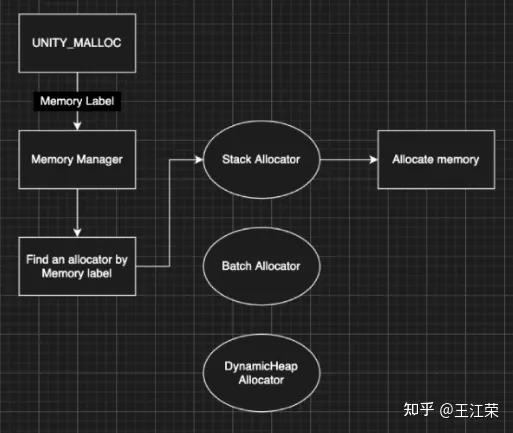 UNITY_MALLOC
Memory Label
Memory Manager
Stack Allocator
Allocate memory
Find an allocator by
Memory label
Batch Allocator
DynamicHeap
Allocator
知乎 @王江荣